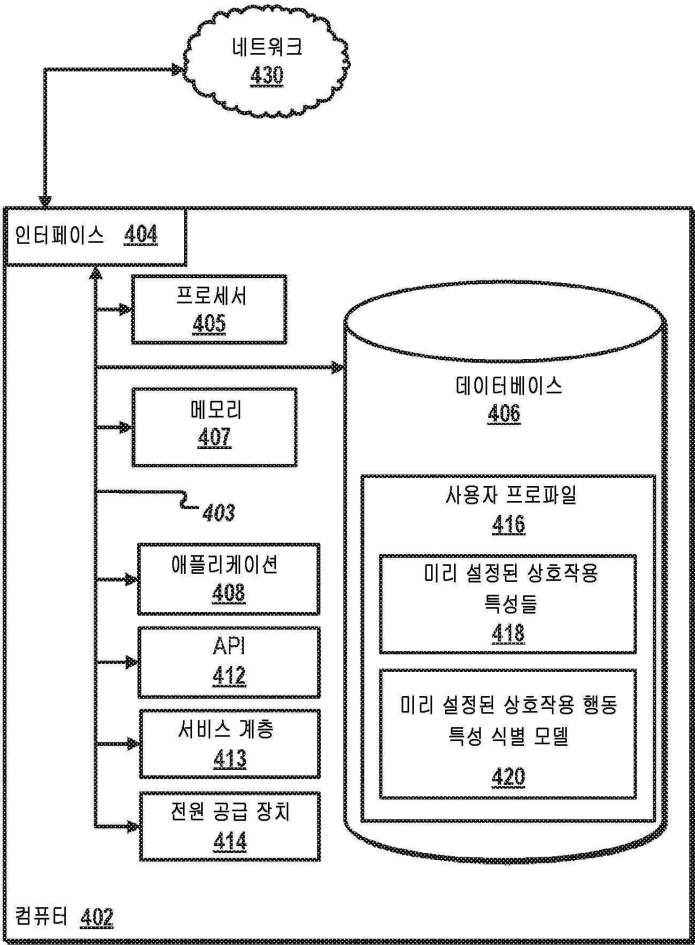 네트워크
430
인터페이스 404
프로세서
405
데이터베이스
406
메모리
407
403
사용자 프로파일
416
애플리케이션
408
미리 설정된 상호작용
특성들
418
API
412
미리 설정된 상호작용 행동
특성 식별 모델
420
서비스 계층
413
전원 공급 장치
414
컴퓨터 402